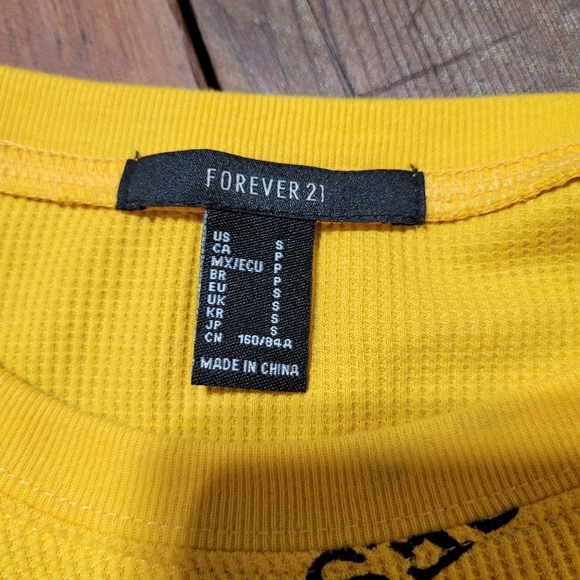 FOREVER 21
US S
CA P
MX/ECU P
BR P
EU S
UK S
KR S
JP S
CN 160/84A
MADE IN CHINA